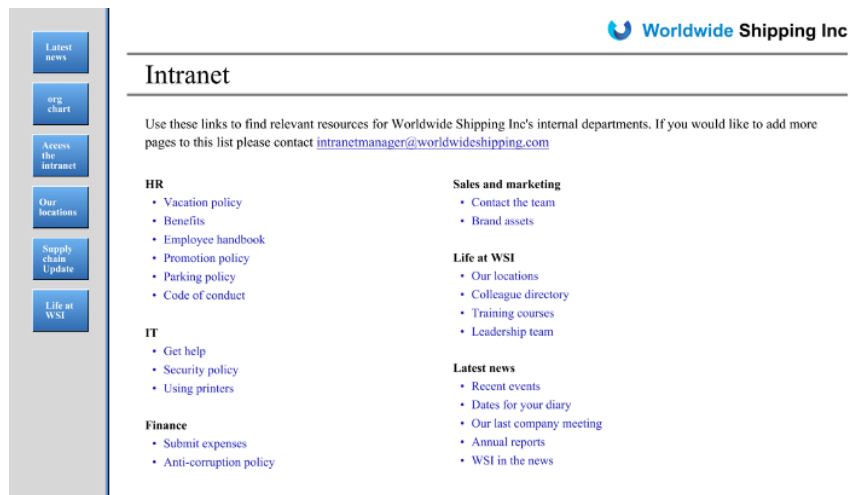 Latest
news
org
chart
Access
the
intranet
Our
locations
Supply
chain
Update
Life at
WSI
Worldwide Shipping Inc
Intranet
Use these links to find relevant resources for Worldwide Shipping Inc's internal departments. If you would like to add more
pages to this list please contact intranetmanager@worldwideshipping.com
HR
• Vacation policy
• Benefits
• Employee handbook
• Promotion policy
• Parking policy
• Code of conduct
IT
• Get help
• Security policy
• Using printers
Finance
• Submit expenses
• Anti-corruption policy
Sales and marketing
• Contact the team
• Brand assets
Life at WSI
• Our locations
• Colleague directory
• Training courses
• Leadership team
Latest news
• Recent events
• Dates for your diary
• Our last company meeting
• Annual reports
• WSI in the news